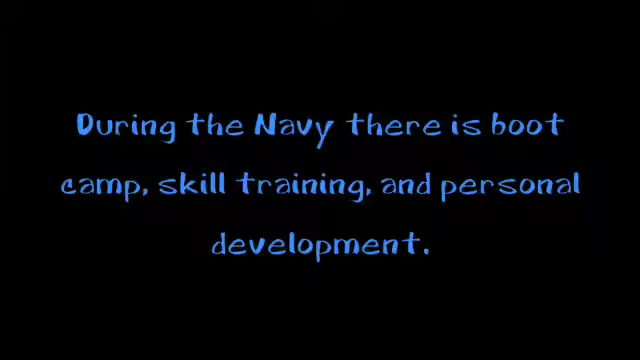 During the Navy there is boot
camp, skill training, and personal
development.